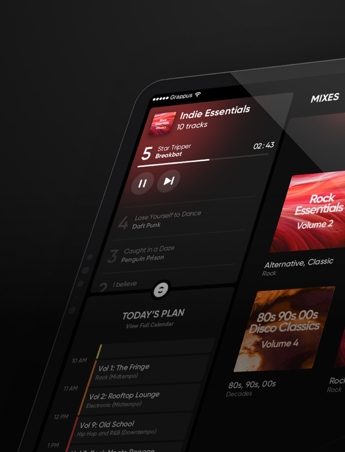 Grappus
Indie Essentials
10 tracks
5
Star Tripper
Breakbot
02:43
4
Lose Yourself to Dance
Daft Punk
3
Caught in a Daze
Penguin Prison
2
I believe
TODAY'S PLAN
View Full Calendar
10 AM
Vol 1: The Fringe
Rock (Midtempo)
11 AM
Vol 2: Rooftop Lounge
Electronic (Midtempo)
12 PM
Vol 9: Old School
Hip Hop and R&B (Downtempo)
1 PM
MIXES
Rock
Essentials
Volume 2
Alternative, Classic
Rock
80s 90s 00s
Disco Classics
Volume 4
80s, 90s, 00s
Decades
Rock